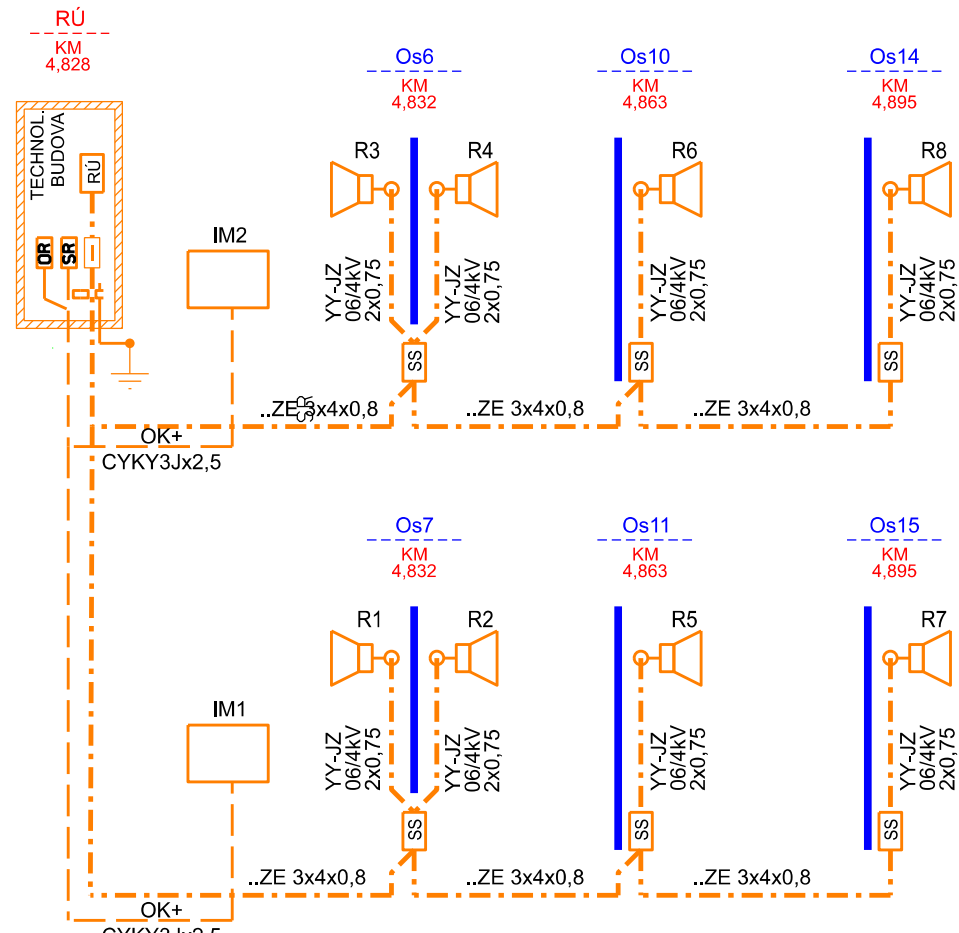 RÚ
KM
4,828
TECHNOL.
BUDOVA
RÚ
OR
SR
IM2
Os6
KM
4,832
Os10
KM
4,863
Os14
KM
4,895
R3
R4
R6
R8
YY-JZ
06/4kV
2x0,75
YY-JZ
06/4kV
2x0,75
YY-JZ
06/4kV
2x0,75
YY-JZ
06/4kV
2x0,75
SS
SS
SS
SR
..ZE 3x4x0,8
..ZE 3x4x0,8
..ZE 3x4x0,8
OK+
CYKY3Jx2,5
Os7
KM
4,832
Os11
KM
4,863
Os15
KM
4,895
R1
R2
R5
R7
IM1
YY-JZ
06/4kV
2x0,75
YY-JZ
06/4kV
2x0,75
YY-JZ
06/4kV
2x0,75
YY-JZ
06/4kV
2x0,75
SS
SS
SS
..ZE 3x4x0,8
..ZE 3x4x0,8
..ZE 3x4x0,8
OK+
CYKY3Jx2,5